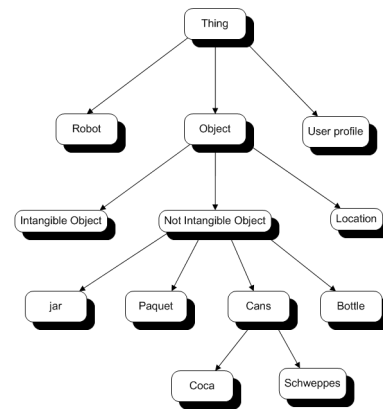 Thing
Robot
Object
User profile
Intangible Object
Not Intangible Object
Location
jar
Paquet
Cans
Bottle
Coca
Schweppes